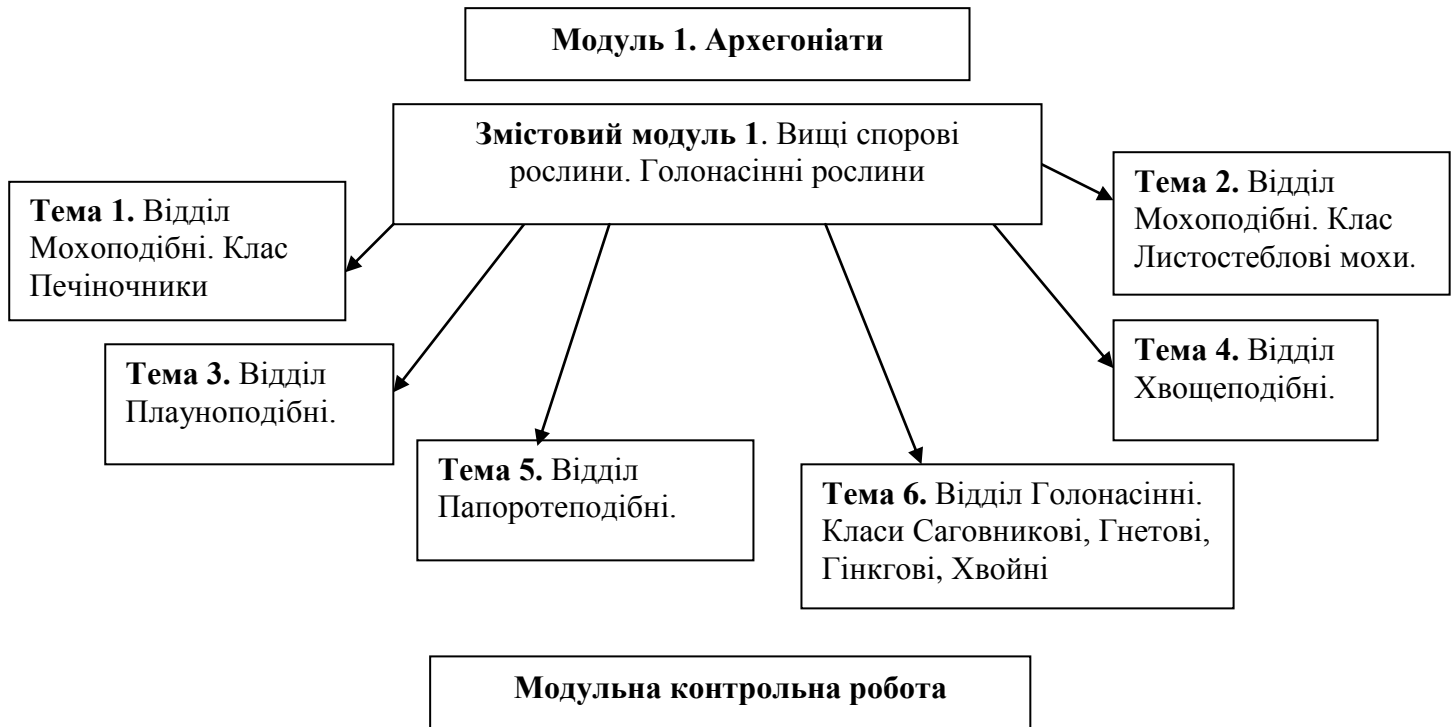 Модуль 1. Архегоніати
Змістовий модуль 1. Вищі спорові
рослини. Голонасінні рослини
Тема 1. Відділ
Мохоподібні. Клас
Печіночники
Тема 2. Відділ
Мохоподібні. Клас
Листостеблові мохи.
Тема 3. Відділ
Плауноподібні.
Тема 4. Відділ
Хвощеподібні.
Тема 5. Відділ
Папоротеподібні.
Тема 6. Відділ Голонасінні.
Класи Саговникові, Гнетові,
Гінкгові, Хвойні
Модульна контрольна робота